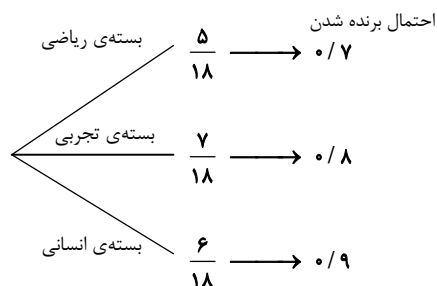 احتمال برنده شدن
بسته‌ی ریاضی ۵/۱۸ → ۰/۷
بسته‌ی تجربی ۷/۱۸ → ۰/۸
بسته‌ی انسانی ۶/۱۸ → ۰/۹